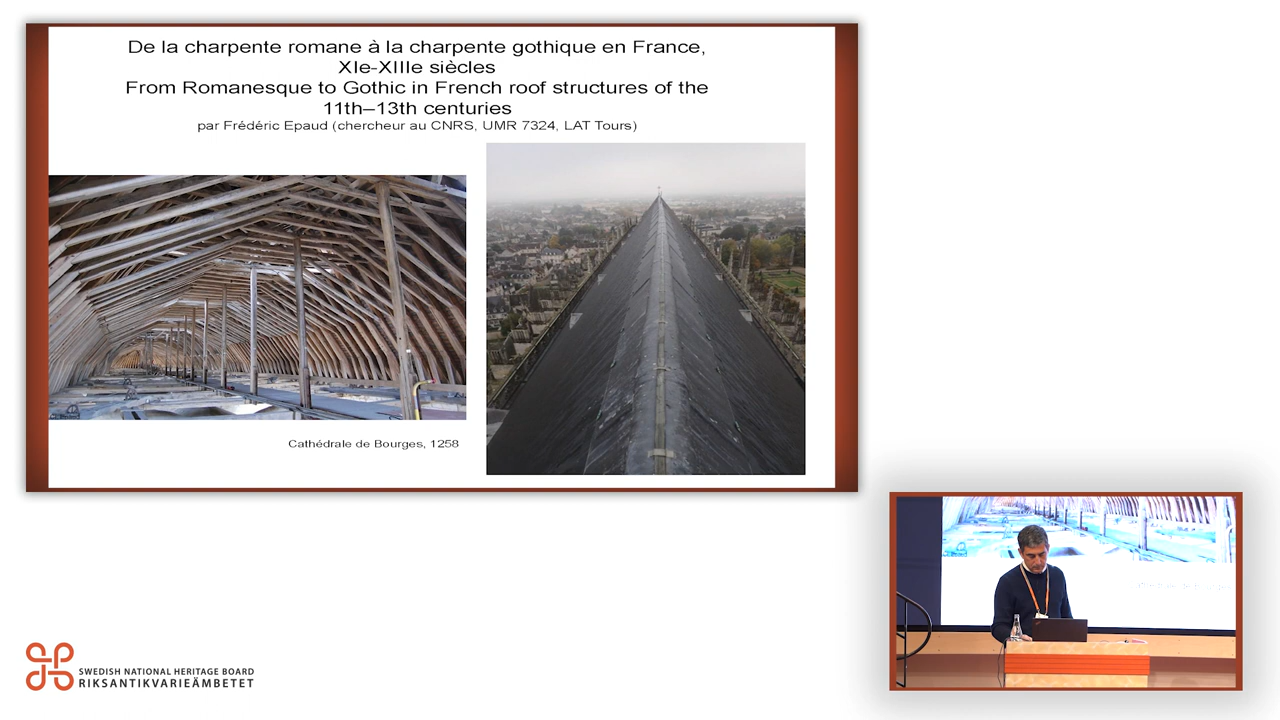 De la charpente romane à la charpente gothique en France,
XIe-XIIIe siècles
From Romanesque to Gothic in French roof structures of the
11th–13th centuries
par Frédéric Epaud (chercheur au CNRS, UMR 7324, LAT Tours)
Cathédrale de Bourges, 1258
SWEDISH NATIONAL HERITAGE BOARD
RIKSANTIKVARIEÄMBETET